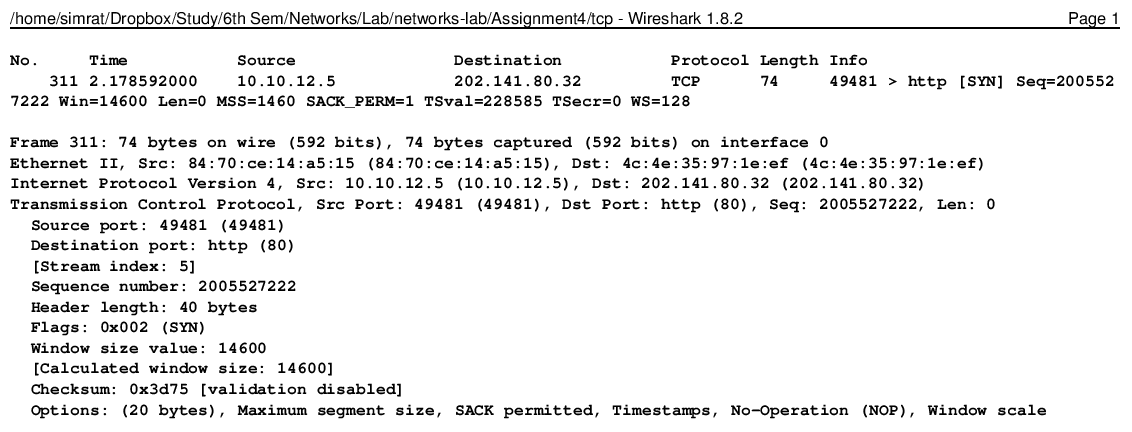 /home/simrat/Dropbox/Study/6th Sem/Networks/Lab/networks-lab/Assignment4/tcp - Wireshark 1.8.2 Page 1
No. Time Source Destination Protocol Length Info
311 2.178592000 10.10.12.5 202.141.80.32 TCP 74 49481 > http [SYN] Seq=200552
7222 Win=14600 Len=0 MSS=1460 SACK_PERM=1 TSval=228585 TSecr=0 WS=128
Frame 311: 74 bytes on wire (592 bits), 74 bytes captured (592 bits) on interface 0
Ethernet II, Src: 84:70:ce:14:a5:15 (84:70:ce:14:a5:15), Dst: 4c:4e:35:97:1e:ef (4c:4e:35:97:1e:ef)
Internet Protocol Version 4, Src: 10.10.12.5 (10.10.12.5), Dst: 202.141.80.32 (202.141.80.32)
Transmission Control Protocol, Src Port: 49481 (49481), Dst Port: http (80), Seq: 2005527222, Len: 0
Source port: 49481 (49481)
Destination port: http (80)
[Stream index: 5]
Sequence number: 2005527222
Header length: 40 bytes
Flags: 0x002 (SYN)
Window size value: 14600
[Calculated window size: 14600]
Checksum: 0x3d75 [validation disabled]
Options: (20 bytes), Maximum segment size, SACK permitted, Timestamps, No-Operation (NOP), Window scale